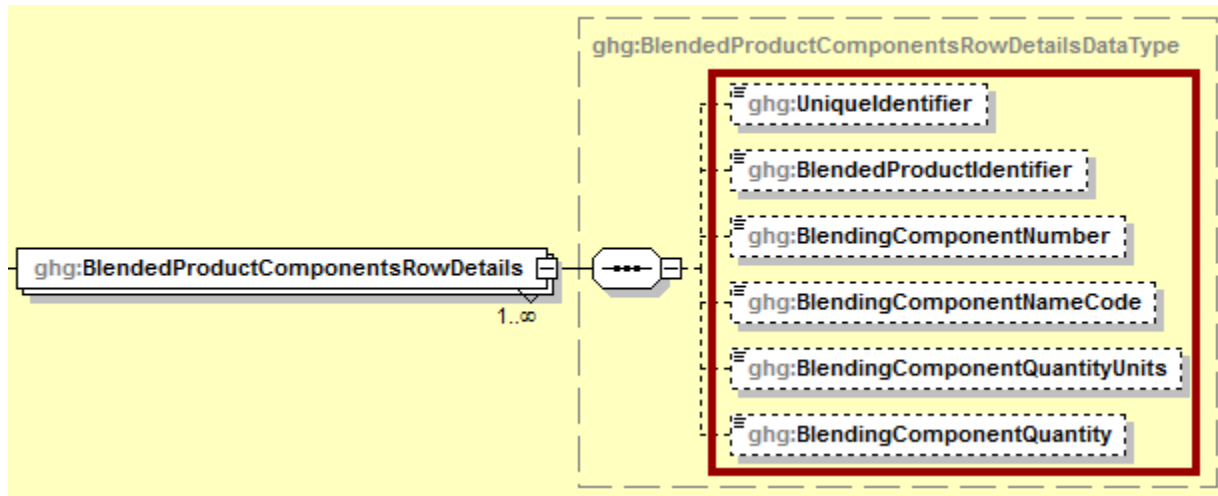 ghg:BlendedProductComponentsRowDetailsDataType
ghg:UniqueIdentifier
ghg:BlendedProductIdentifier
ghg:BlendingComponentNumber
ghg:BlendedProductComponentsRowDetails
1..∞
ghg:BlendingComponentNameCode
ghg:BlendingComponentQuantityUnits
ghg:BlendingComponentQuantity